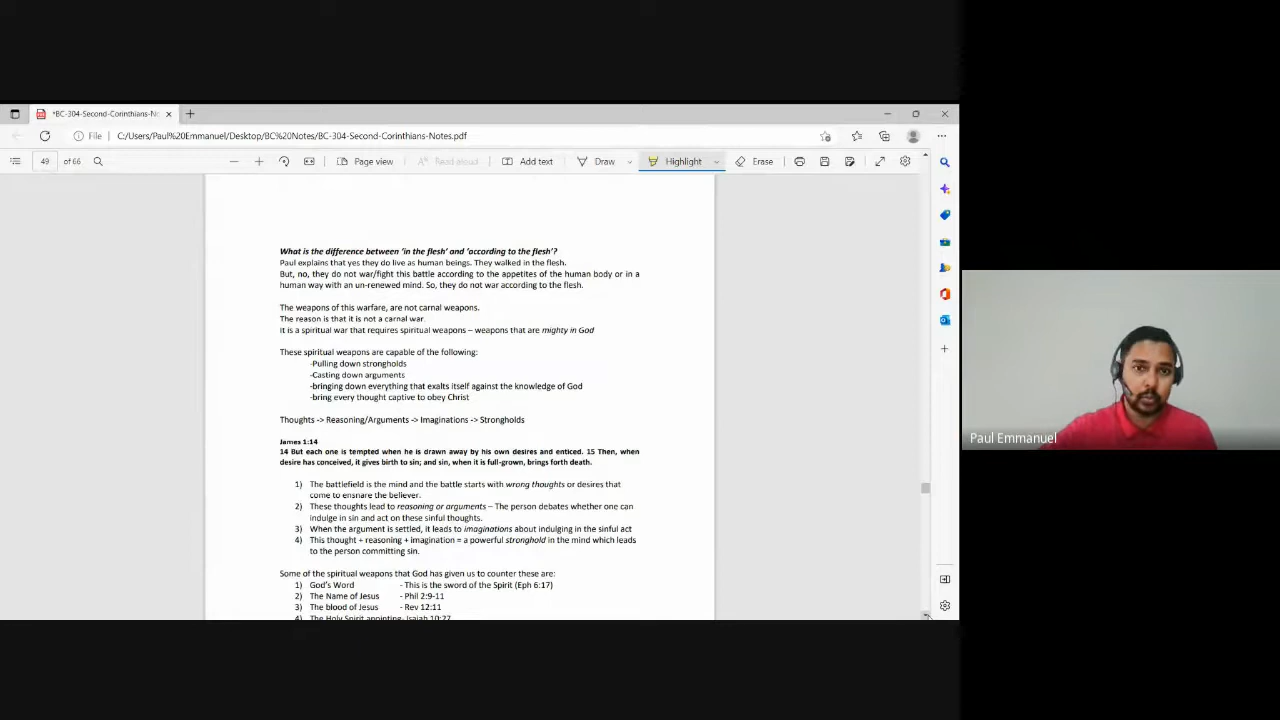 *BC-304-Second-Corinthians-No
File
C:/Users/Paul%20Emmanuel/Desktop/BC%20Notes/BC-304-Second-Corinthians-Notes.pdf
49 of 66
Page view
Read aloud
Add text
Draw
Highlight
Erase
What is the difference between 'in the flesh' and 'according to the flesh'?
Paul explains that yes they do live as human beings. They walked in the flesh.
But, no, they do not war/fight this battle according to the appetites of the human body or in a
human way with an un-renewed mind. So, they do not war according to the flesh.
The weapons of this warfare, are not carnal weapons.
The reason is that it is not a carnal war.
It is a spiritual war that requires spiritual weapons – weapons that are mighty in God
These spiritual weapons are capable of the following:
-Pulling down strongholds
-Casting down arguments
-bringing down everything that exalts itself against the knowledge of God
-bring every thought captive to obey Christ
Thoughts -> Reasoning/Arguments -> Imaginations -> Strongholds
James 1:14
14 But each one is tempted when he is drawn away by his own desires and enticed. 15 Then, when
desire has conceived, it gives birth to sin; and sin, when it is full-grown, brings forth death.
1) The battlefield is the mind and the battle starts with wrong thoughts or desires that
come to ensnare the believer.
2) These thoughts lead to reasoning or arguments – The person debates whether one can
indulge in sin and act on these sinful thoughts.
3) When the argument is settled, it leads to imaginations about indulging in the sinful act
4) This thought + reasoning + imagination = a powerful stronghold in the mind which leads
to the person committing sin.
Some of the spiritual weapons that God has given us to counter these are:
1) God's Word - This is the sword of the Spirit (Eph 6:17)
2) The Name of Jesus - Phil 2:9-11
3) The blood of Jesus - Rev 12:11
4) The Holy Spirit anointing- Isaiah 10:27
Paul Emmanuel